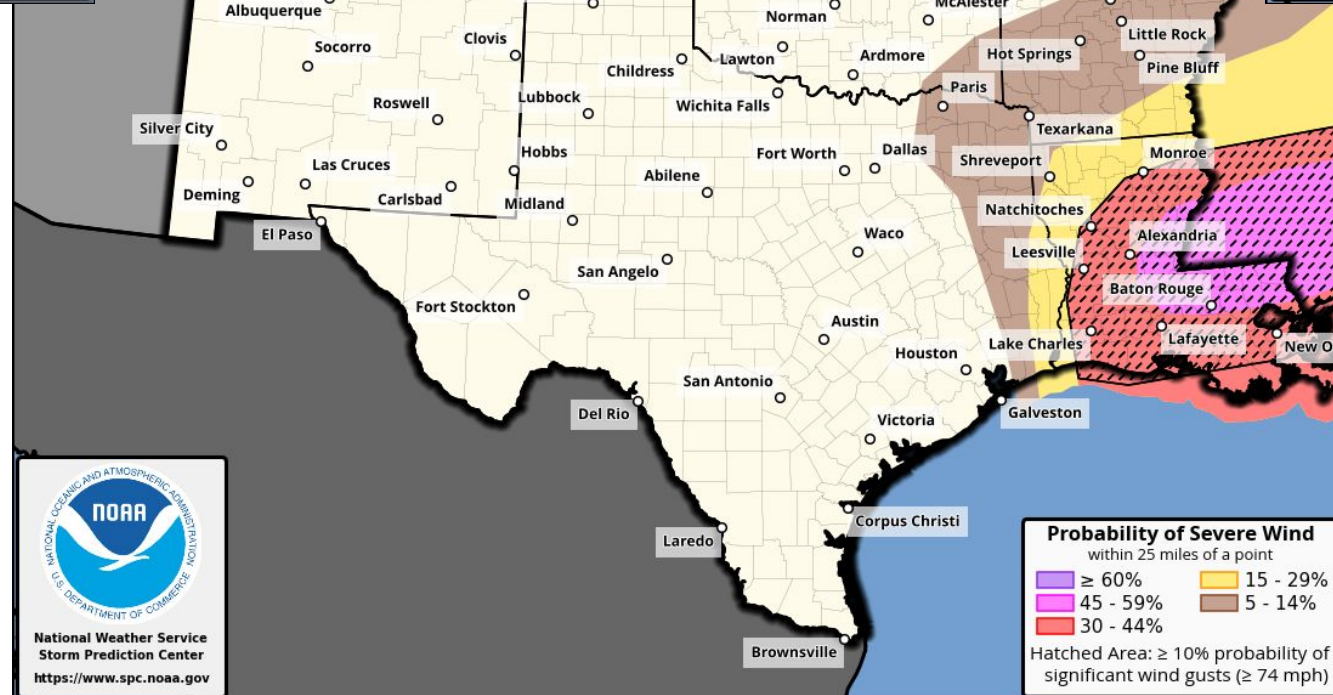 McAlester
Albuquerque
Norman
Little Rock
Socorro
Clovis
Lawton
Ardmore
Hot Springs
Pine Bluff
Childress
Paris
Roswell
Lubbock
Wichita Falls
Texarkana
Silver City
Hobbs
Fort Worth
Dallas
Shreveport
Monroe
Las Cruces
Abilene
Deming
Carlsbad
Midland
Natchitoches
El Paso
Waco
Alexandria
San Angelo
Leesville
Fort Stockton
Baton Rouge
Austin
Houston
Lake Charles
Lafayette
New O
San Antonio
Del Rio
Victoria
Galveston
Corpus Christi
Laredo
Brownsville
NATIONAL OCEANIC AND ATMOSPHERIC ADMINISTRATION
NOAA
U.S. DEPARTMENT OF COMMERCE
National Weather Service
Storm Prediction Center
https://www.spc.noaa.gov
Probability of Severe Wind
within 25 miles of a point
≥ 60% 15 - 29%
45 - 59% 5 - 14%
30 - 44%
Hatched Area: ≥ 10% probability of
significant wind gusts (≥ 74 mph)